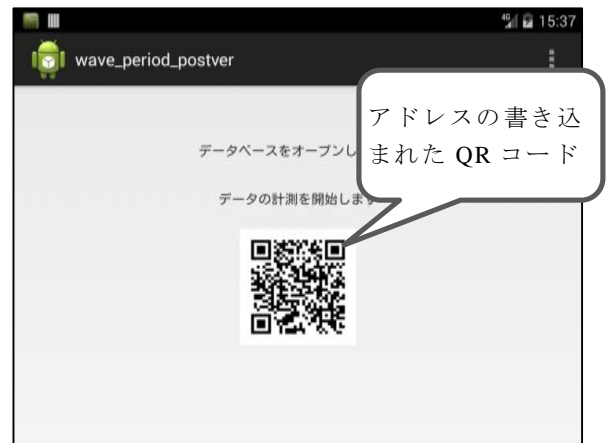 4G 15:37
wave_period_postver
アドレスの書き込
まれた QR コード
データベースをオープンし
データの計測を開始します